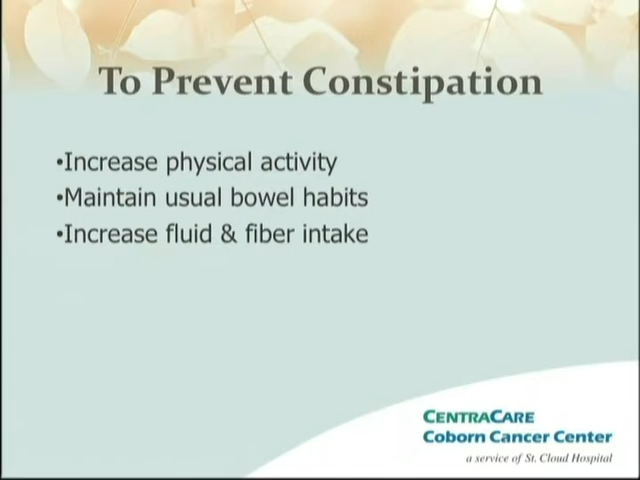 To Prevent Constipation
•Increase physical activity
•Maintain usual bowel habits
•Increase fluid & fiber intake
CENTRACARE
Coborn Cancer Center
a service of St. Cloud Hospital